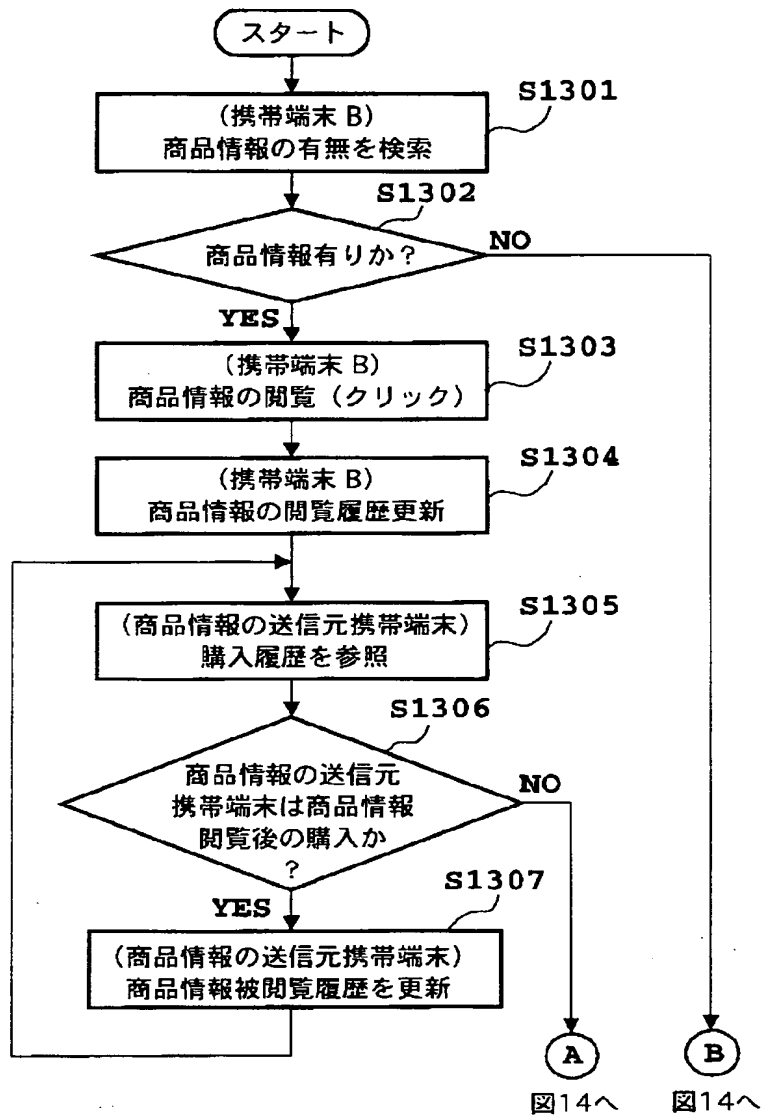 スタート
S1301
(携帯端末 B)
商品情報の有無を検索
S1302
商品情報有りか?
NO
YES
S1303
(携帯端末 B)
商品情報の閲覧(クリック)
S1304
(携帯端末 B)
商品情報の閲覧履歴更新
S1305
(商品情報の送信元携帯端末)
購入履歴を参照
S1306
商品情報の送信元
携帯端末は商品情報
閲覧後の購入か
?
NO
YES
S1307
(商品情報の送信元携帯端末)
商品情報被閲覧履歴を更新
A
B
図14へ
図14へ